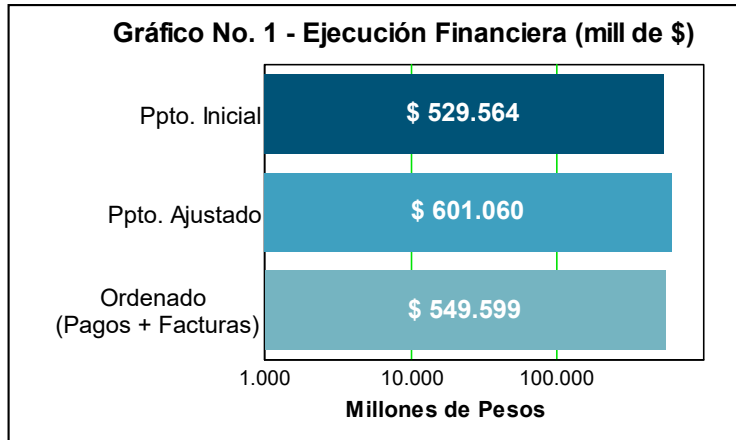 Gráfico No. 1 - Ejecución Financiera (mill de $)
Ppto. Inicial
$ 529.564
Ppto. Ajustado
$ 601.060
Ordenado
(Pagos + Facturas)
$ 549.599
1.000
10.000
100.000
Millones de Pesos